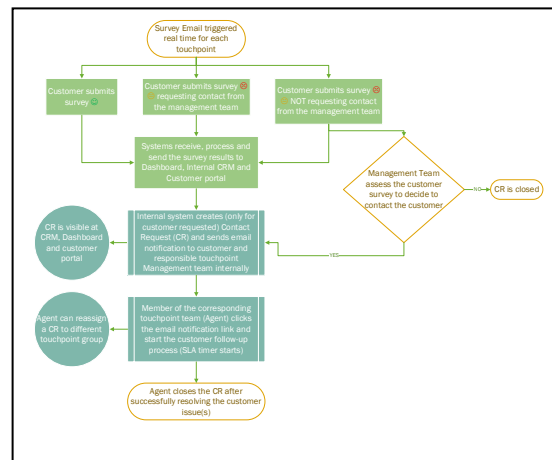 Survey Email triggered
real time for each
touchpoint
Customer submits
survey 😊
Customer submits survey ☹
😐 requesting contact from
the management team
Customer submits survey ☹
😐 NOT requesting contact
from the management team
Systems receive, process and
send the survey results to
Dashboard, Internal CRM and
Customer portal
Management Team
assess the customer
survey to decide to
contact the customer
NO
CR is closed
CR is visible at
CRM, Dashboard
and customer
portal
Internal system creates (only for
customer requested) Contact
Request (CR) and sends email
notification to customer and
responsible touchpoint
Management team internally
YES
Agent can reassign
a CR to different
touchpoint group
Member of the corresponding
touchpoint team (Agent) clicks
the email notification link and
start the customer follow-up
process (SLA timer starts)
Agent closes the CR after
successfully resolving the customer
issue(s)